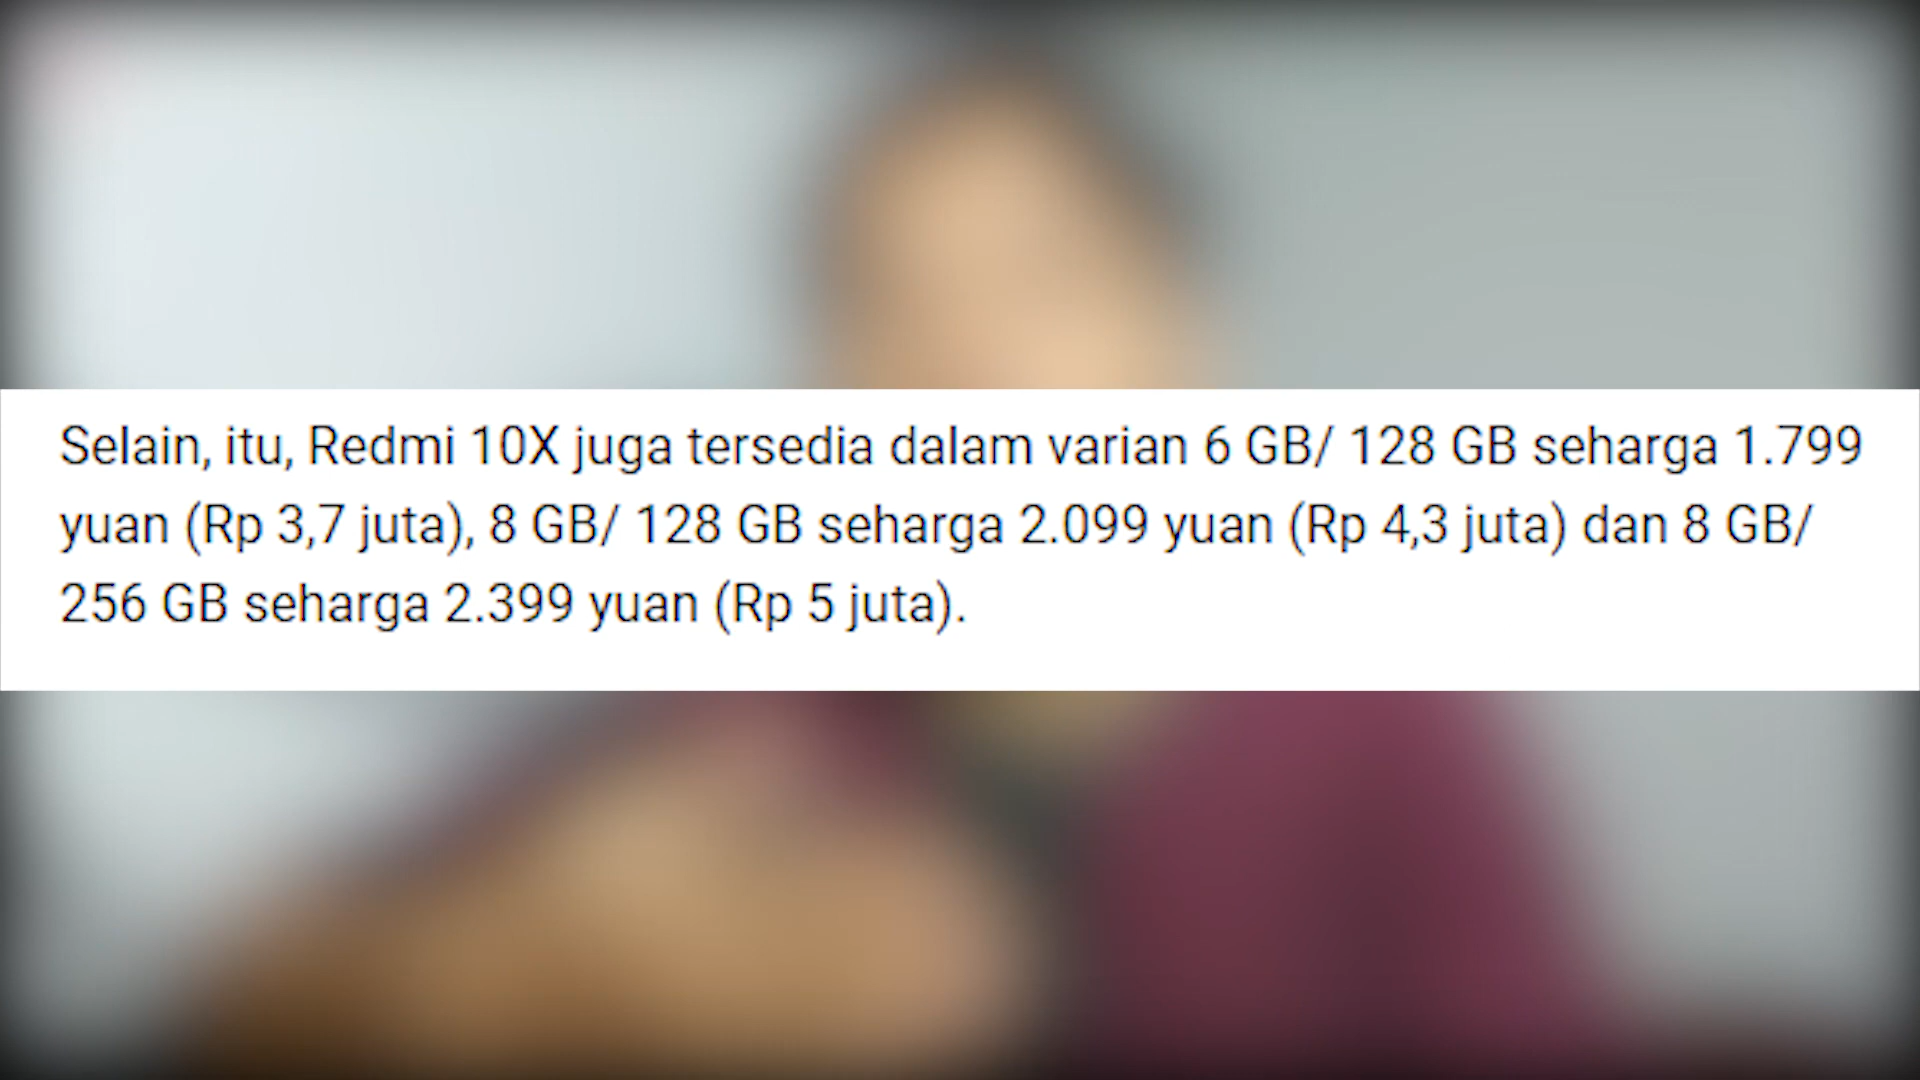 Selain, itu, Redmi 10X juga tersedia dalam varian 6 GB/ 128 GB seharga 1.799
yuan (Rp 3,7 juta), 8 GB/ 128 GB seharga 2.099 yuan (Rp 4,3 juta) dan 8 GB/
256 GB seharga 2.399 yuan (Rp 5 juta).